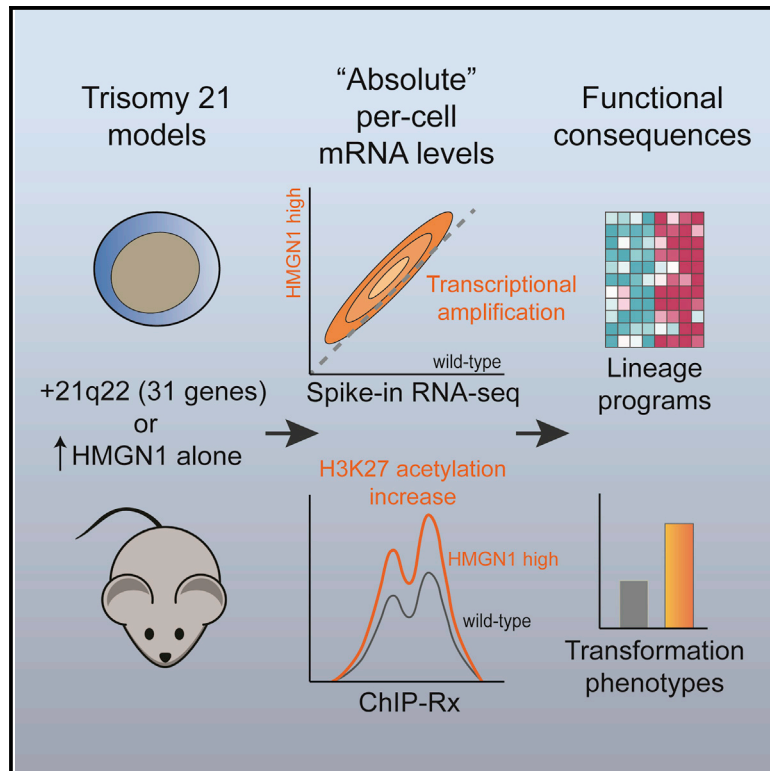 Trisomy 21
models
+21q22 (31 genes)
or
↑ HMGN1 alone
“Absolute”
per-cell
mRNA levels
HMGN1 high
Transcriptional
amplification
wild-type
Spike-in RNA-seq
H3K27 acetylation
increase
HMGN1 high
wild-type
ChIP-Rx
Functional
consequences
Lineage
programs
Transformation
phenotypes